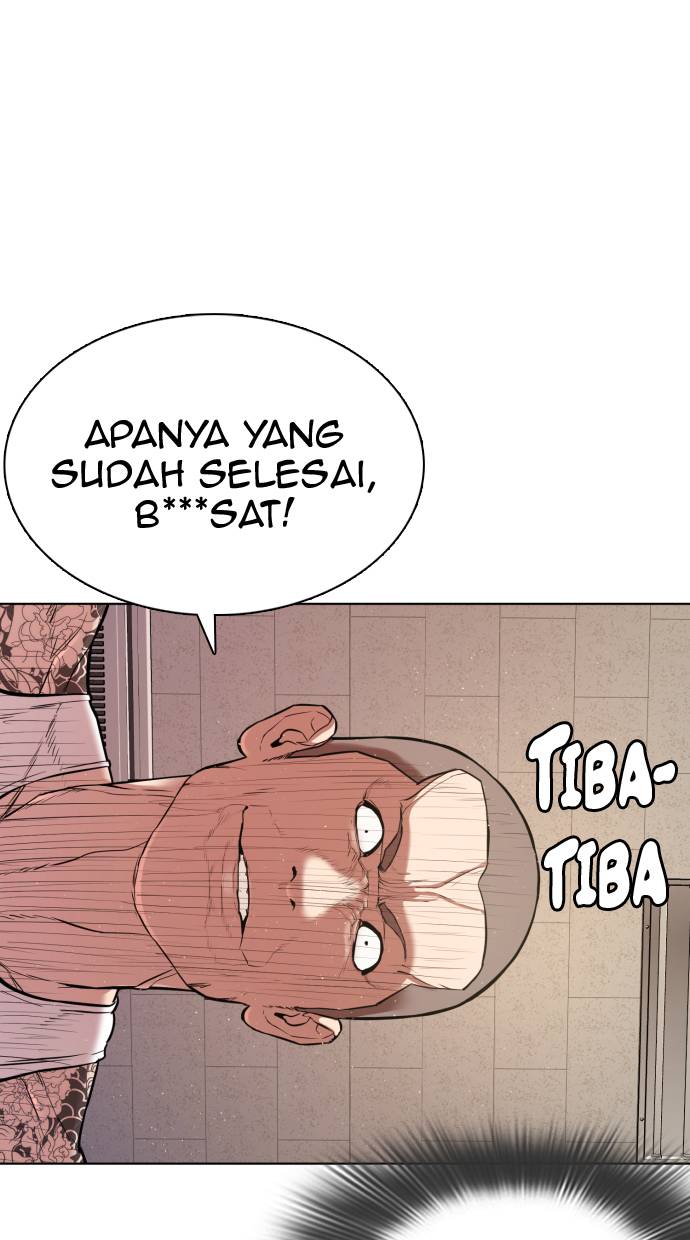 APANYA YANG
SUDAH SELESAI,
B***SAT!
TIBA-
TIBA